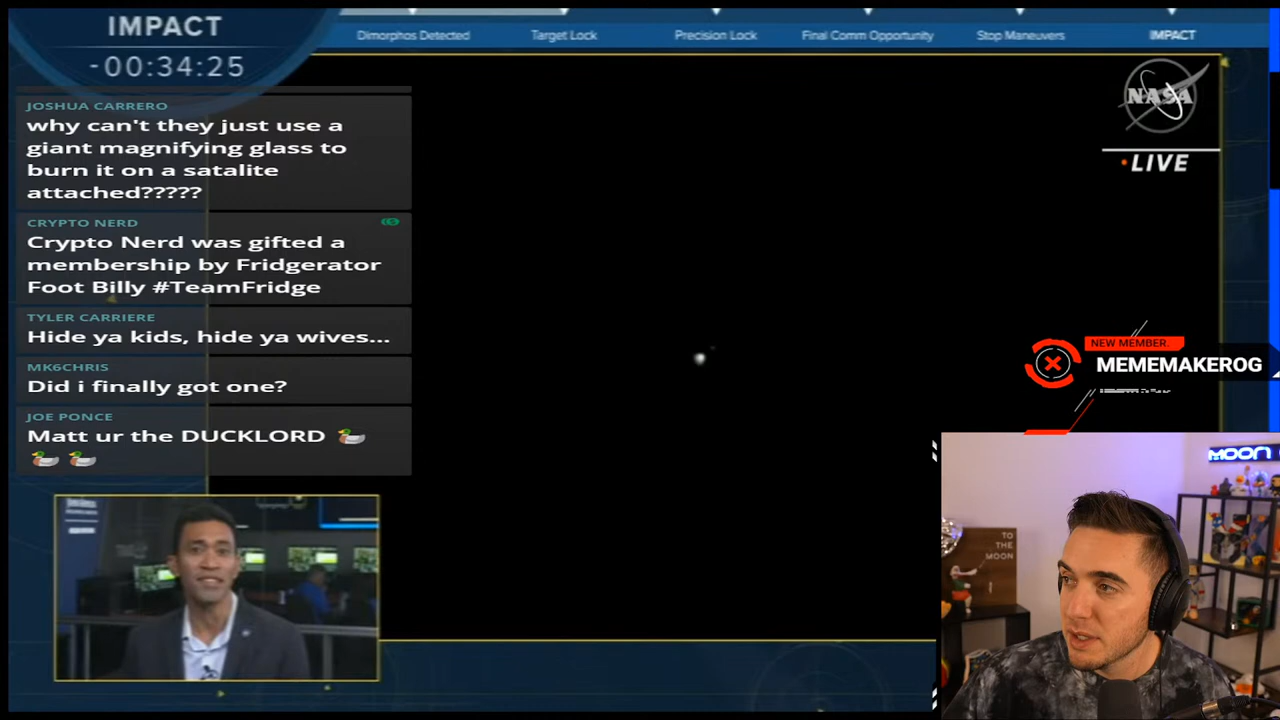 IMPACT
-00:34:25
Dimorphos Detected
Target Lock
Precision Lock
Final Comm Opportunity
Stop Maneuvers
IMPACT
NASA
LIVE
JOSHUA CARRERO
why can't they just use a
giant magnifying glass to
burn it on a satalite
attached?????
CRYPTO NERD
Crypto Nerd was gifted a
membership by Fridgerator
Foot Billy #TeamFridge
TYLER CARRIERE
Hide ya kids, hide ya wives...
MK6CHRIS
Did i finally got one?
JOE PONCE
Matt ur the DUCKLORD 🦆
🦆 🦆
NEW MEMBER.
MEMEMAKEROG
MOON
TO
THE
MOON